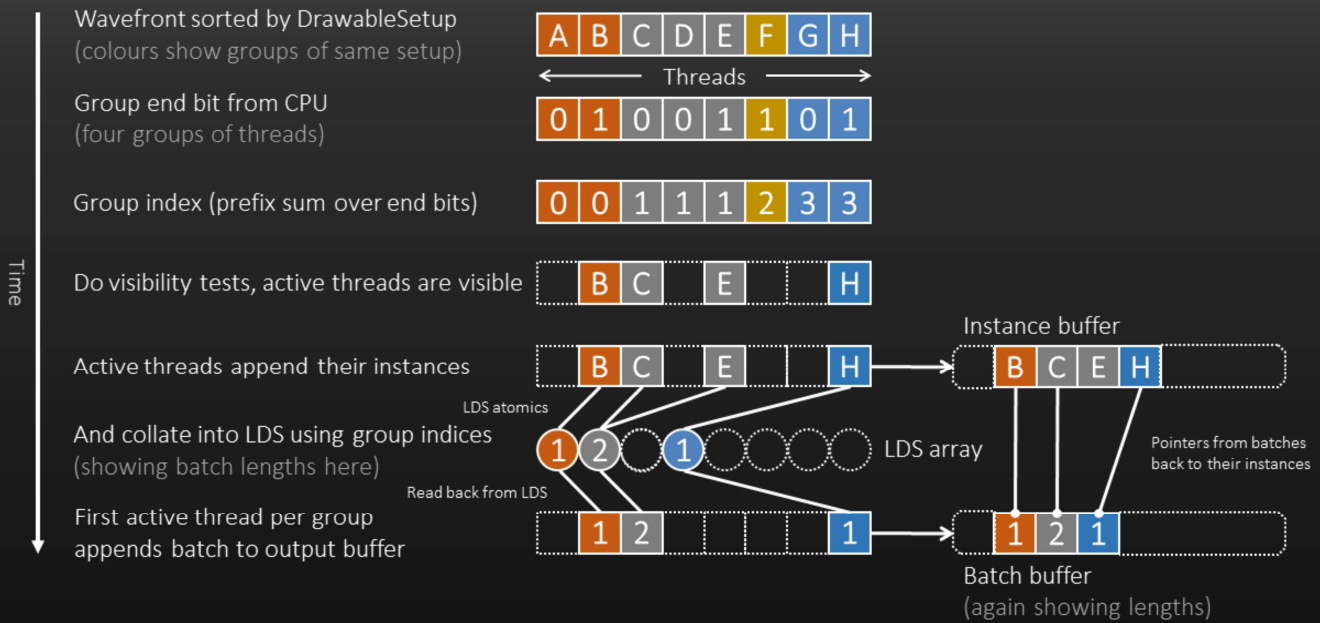 Wavefront sorted by DrawableSetup
(colours show groups of same setup)
A B C D E F G H
Threads
Group end bit from CPU
(four groups of threads)
0 1 0 0 1 1 0 1
Group index (prefix sum over end bits)
0 0 1 1 1 2 3 3
Time
Do visibility tests, active threads are visible
B C E H
Instance buffer
Active threads append their instances
B C E H
B C E H
LDS atomics
And collate into LDS using group indices
(showing batch lengths here)
1 2 1
LDS array
Pointers from batches
back to their instances
Read back from LDS
First active thread per group
appends batch to output buffer
1 2 1
1 2 1
Batch buffer
(again showing lengths)